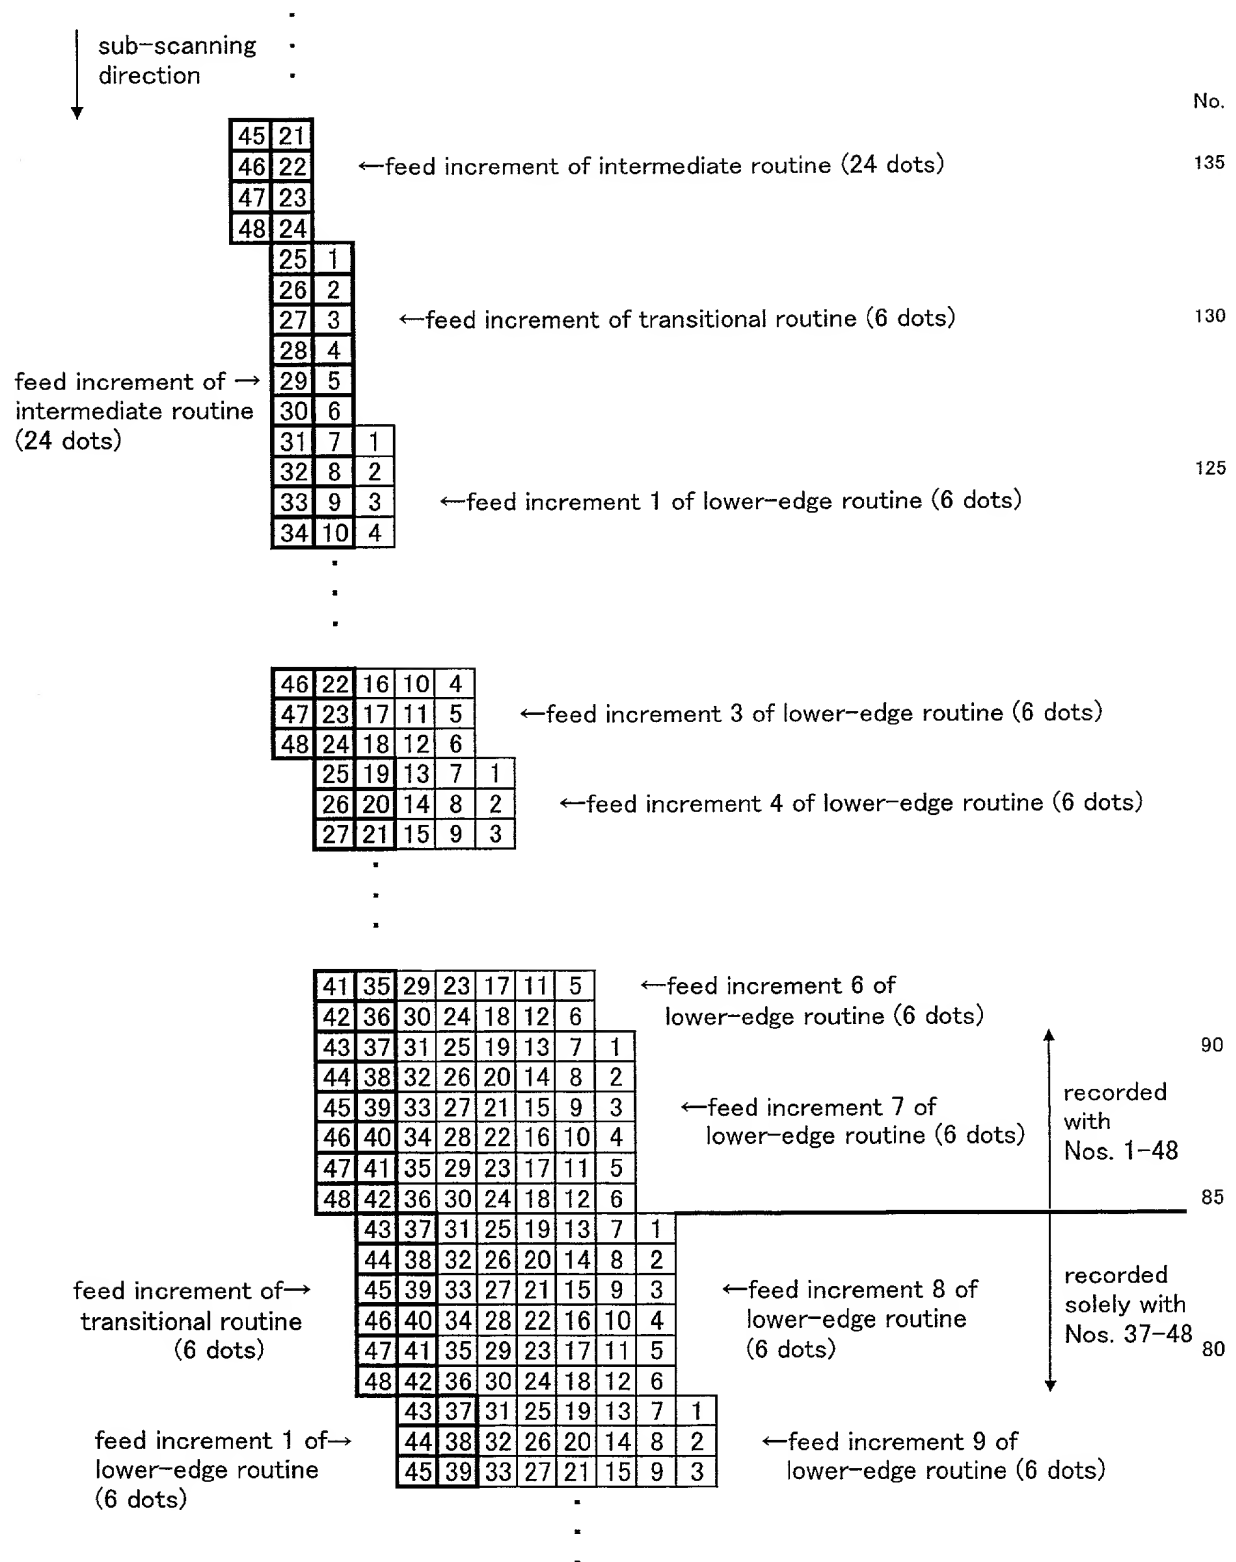 sub-scanning
direction
No.
45 21
46 22 ←feed increment of intermediate routine (24 dots) 135
47 23
48 24
25 1
26 2
27 3 ←feed increment of transitional routine (6 dots) 130
28 4
feed increment of → 29 5
intermediate routine 30 6
(24 dots) 31 7 1
32 8 2 125
33 9 3 ←feed increment 1 of lower-edge routine (6 dots)
34 10 4
46 22 16 10 4
47 23 17 11 5 ←feed increment 3 of lower-edge routine (6 dots)
48 24 18 12 6
25 19 13 7 1
26 20 14 8 2 ←feed increment 4 of lower-edge routine (6 dots)
27 21 15 9 3
41 35 29 23 17 11 5 ←feed increment 6 of
42 36 30 24 18 12 6 lower-edge routine (6 dots)
43 37 31 25 19 13 7 1 90
44 38 32 26 20 14 8 2 recorded
45 39 33 27 21 15 9 3 ←feed increment 7 of with
46 40 34 28 22 16 10 4 lower-edge routine (6 dots) Nos. 1-48
47 41 35 29 23 17 11 5
48 42 36 30 24 18 12 6 85
43 37 31 25 19 13 7 1
44 38 32 26 20 14 8 2 recorded
feed increment of→ 45 39 33 27 21 15 9 3 ←feed increment 8 of solely with
transitional routine 46 40 34 28 22 16 10 4 lower-edge routine Nos. 37-48
(6 dots) 47 41 35 29 23 17 11 5 (6 dots) 80
48 42 36 30 24 18 12 6
43 37 31 25 19 13 7 1
feed increment 1 of→ 44 38 32 26 20 14 8 2 ←feed increment 9 of
lower-edge routine 45 39 33 27 21 15 9 3 lower-edge routine (6 dots)
(6 dots)